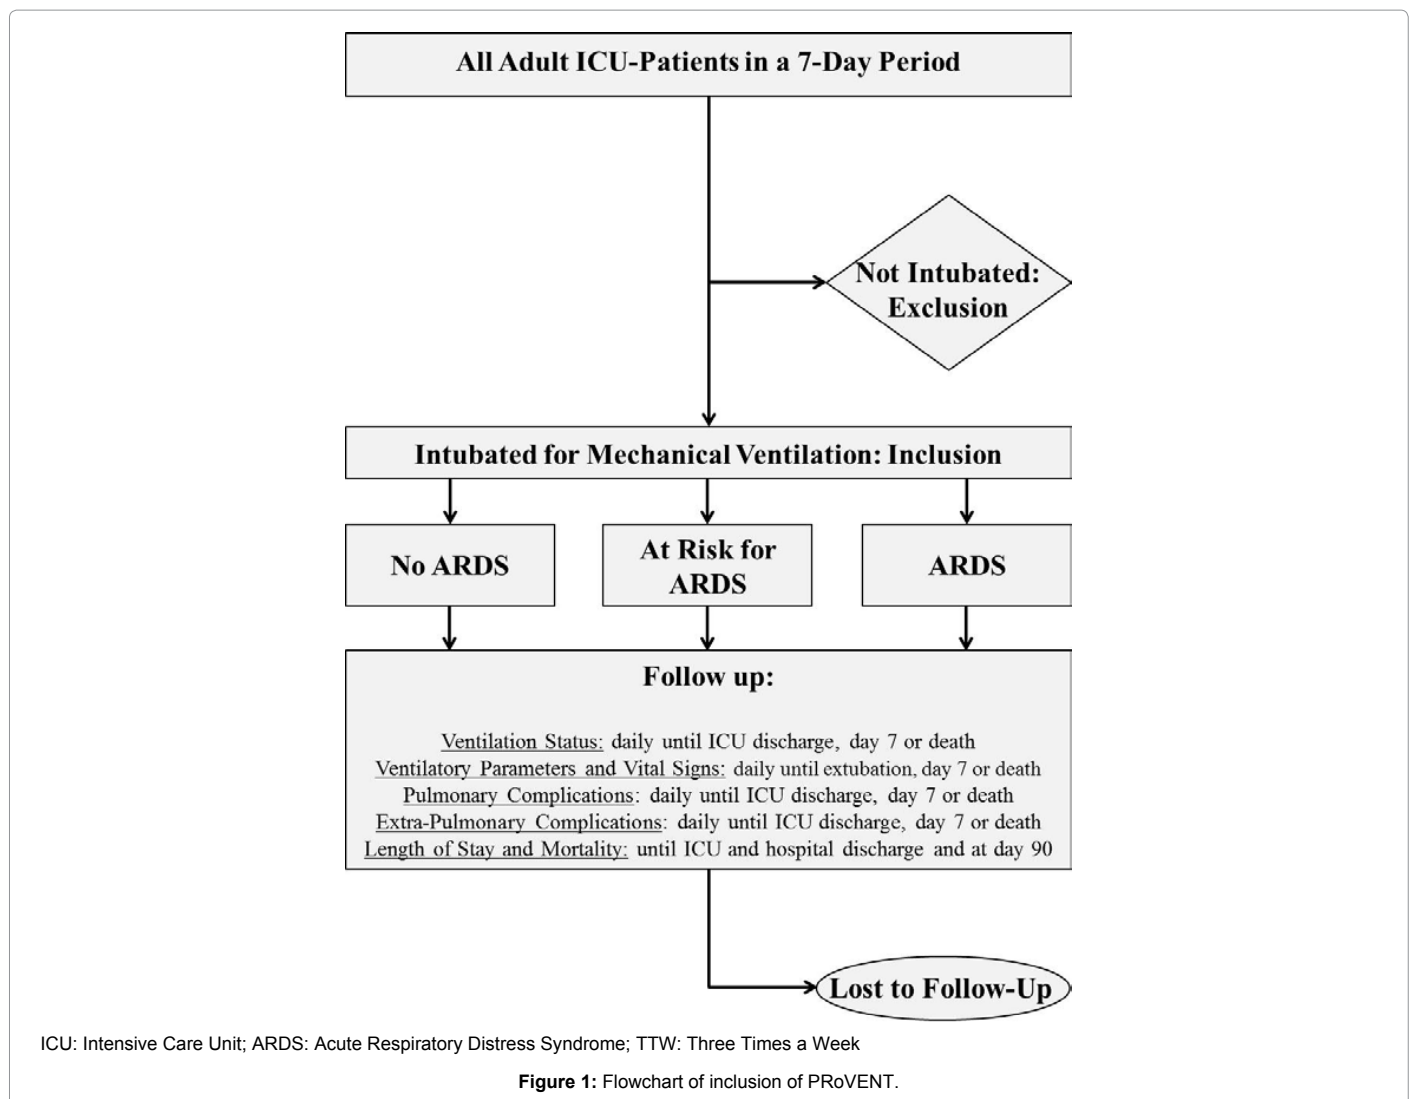 All Adult ICU-Patients in a 7-Day Period
Not Intubated:
Exclusion
Intubated for Mechanical Ventilation: Inclusion
No ARDS
At Risk for
ARDS
ARDS
Follow up:
Ventilation Status: daily until ICU discharge, day 7 or death
Ventilatory Parameters and Vital Signs: daily until extubation, day 7 or death
Pulmonary Complications: daily until ICU discharge, day 7 or death
Extra-Pulmonary Complications: daily until ICU discharge, day 7 or death
Length of Stay and Mortality: until ICU and hospital discharge and at day 90
Lost to Follow-Up
ICU: Intensive Care Unit; ARDS: Acute Respiratory Distress Syndrome; TTW: Three Times a Week
Figure 1: Flowchart of inclusion of PRoVENT.